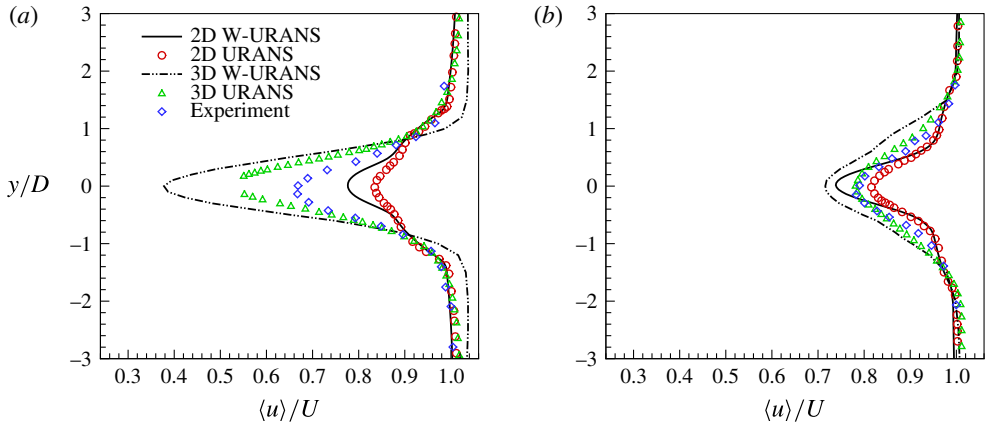 (a)
3
2
1
y/D
0
−1
−2
−3
2D W-URANS
2D URANS
3D W-URANS
3D URANS
Experiment
0.3 0.4 0.5 0.6 0.7 0.8 0.9 1.0
⟨u⟩/U
(b)
3
2
1
0
−1
−2
−3
0.3 0.4 0.5 0.6 0.7 0.8 0.9 1.0
⟨u⟩/U